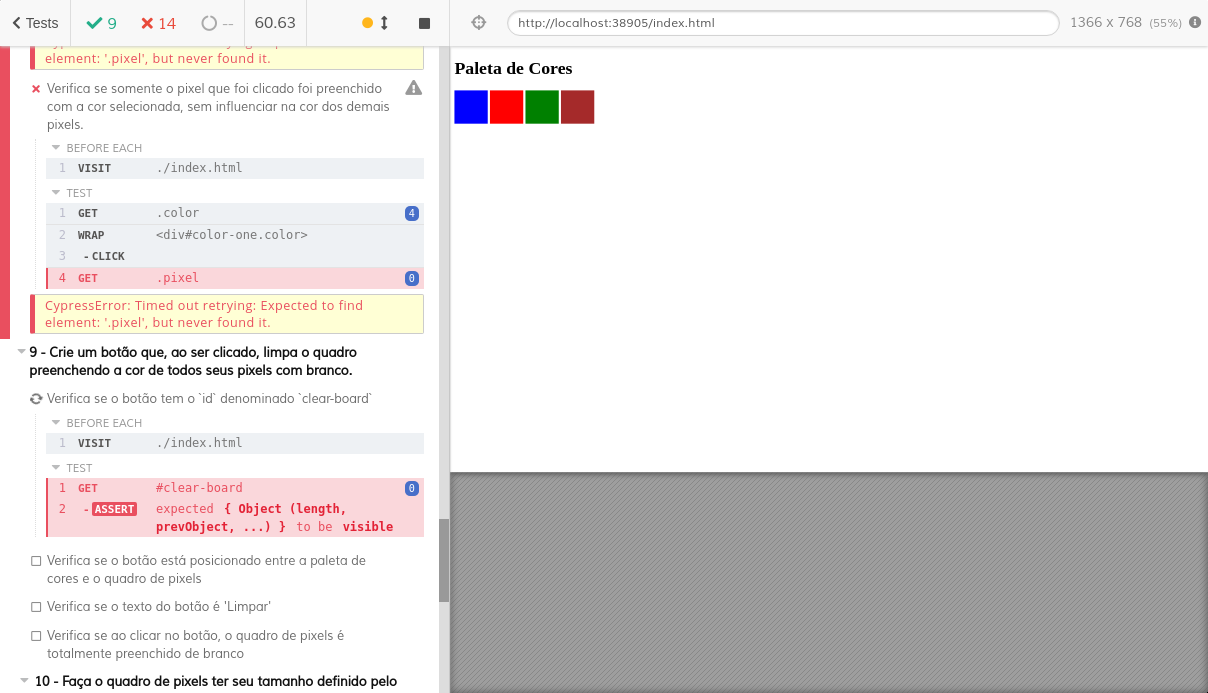 Tests 9 14 -- 60.63 http://localhost:38905/index.html 1366 x 768 (55%)
element: '.pixel', but never found it.
Verifica se somente o pixel que foi clicado foi preenchido
com a cor selecionada, sem influenciar na cor dos demais
pixels.
BEFORE EACH
1 VISIT ./index.html
TEST
1 GET .color 4
2 WRAP <div#color-one.color>
3 -CLICK
4 GET .pixel 0
CypressError: Timed out retrying: Expected to find
element: '.pixel', but never found it.
9 - Crie um botão que, ao ser clicado, limpa o quadro
preenchendo a cor de todos seus pixels com branco.
Verifica se o botão tem o `id` denominado `clear-board`
BEFORE EACH
1 VISIT ./index.html
TEST
1 GET #clear-board 0
2 -ASSERT expected { Object (length,
prevObject, ...) } to be visible
Verifica se o botão está posicionado entre a paleta de
cores e o quadro de pixels
Verifica se o texto do botão é 'Limpar'
Verifica se ao clicar no botão, o quadro de pixels é
totalmente preenchido de branco
10 - Faça o quadro de pixels ter seu tamanho definido pelo
Paleta de Cores